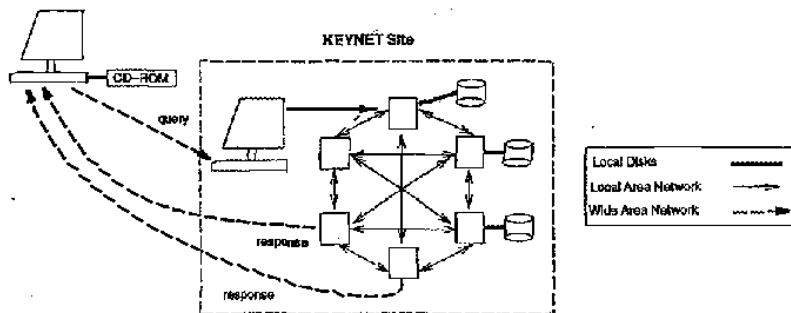 KEYNET Site
CD-ROM
query
response
response
Local Disks
Local Area Network
Wide Area Network